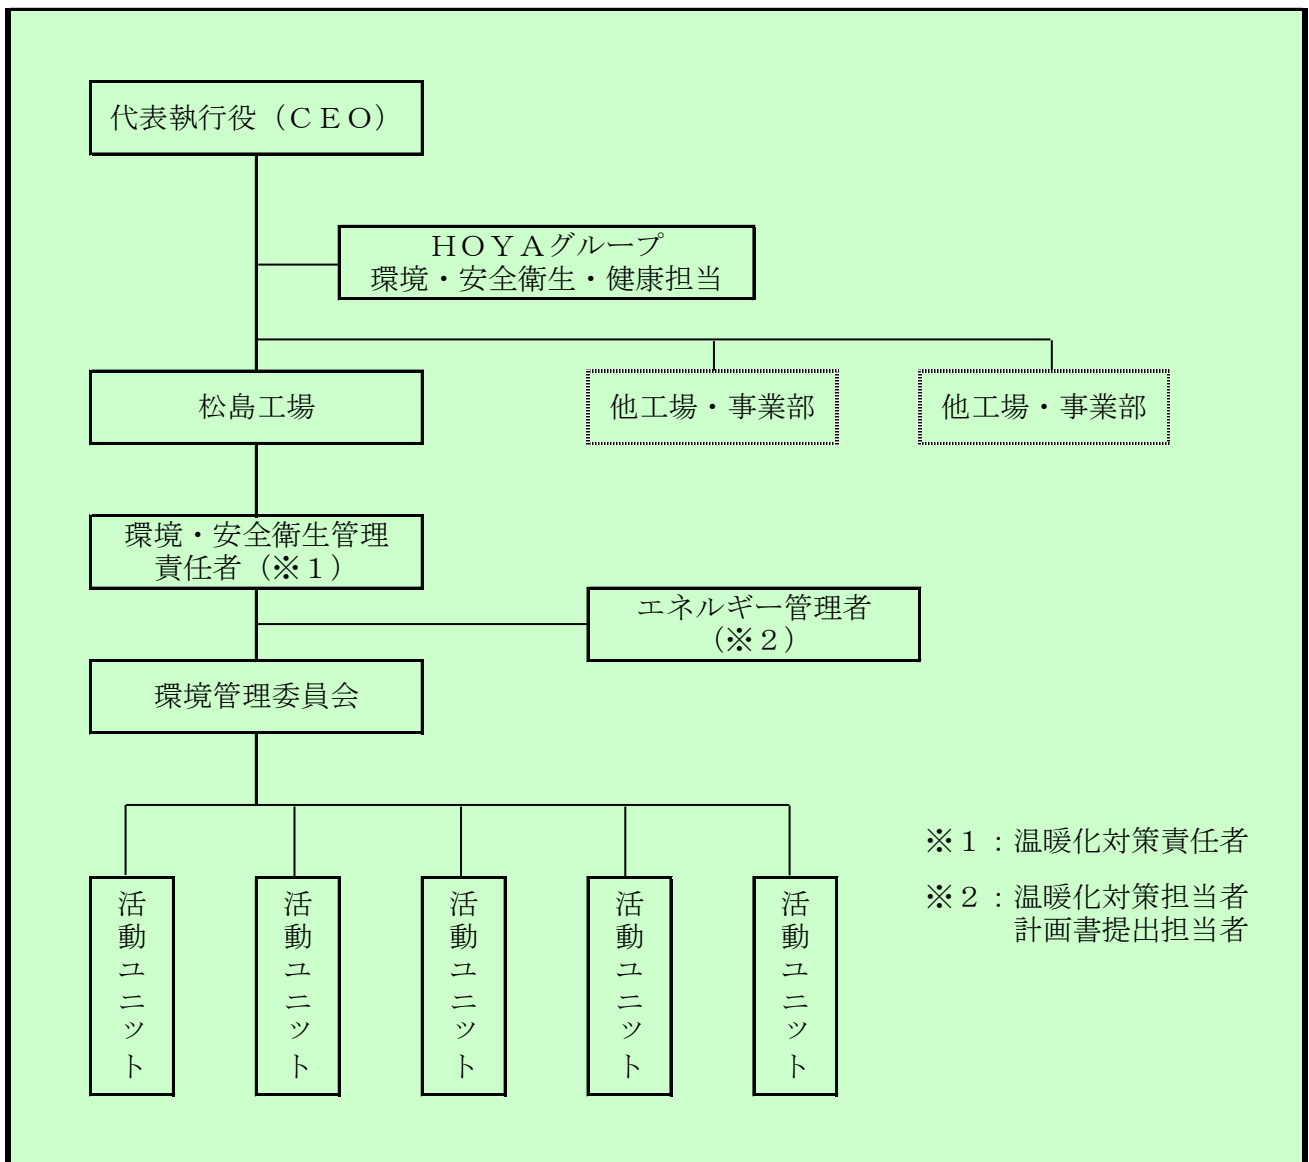 代表執行役（ＣＥＯ）
ＨＯＹＡグループ
環境・安全衛生・健康担当
松島工場
他工場・事業部
他工場・事業部
環境・安全衛生管理
責任者（※１）
エネルギー管理者
（※２）
環境管理委員会
※１：温暖化対策責任者
※２：温暖化対策担当者
計画書提出担当者
活動ユニット
活動ユニット
活動ユニット
活動ユニット
活動ユニット